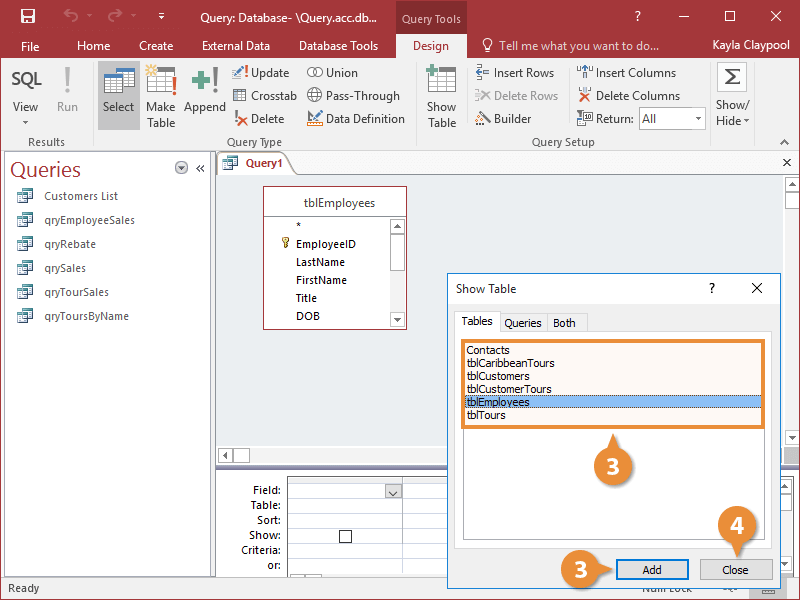 Query: Database- \Query.acc.db...
Query Tools
?
File
Home
Create
External Data
Database Tools
Design
Tell me what you want to do...
Kayla Claypool
SQL
View
Run
Select
Make Table
Append
Update
Crosstab
Delete
Union
Pass-Through
Data Definition
Show Table
Insert Rows
Delete Rows
Builder
Insert Columns
Delete Columns
Return: All
Σ
Show/ Hide
Results
Query Type
Query Setup
Queries
Customers List
qryEmployeeSales
qryRebate
qrySales
qryTourSales
qryToursByName
Query1
tblEmployees
*
EmployeeID
LastName
FirstName
Title
DOB
Show Table
?
Tables
Queries
Both
Contacts
tblCaribbeanTours
tblCustomers
tblCustomerTours
tblEmployees
tblTours
3
4
3
Add
Close
Field:
Table:
Sort:
Show:
Criteria:
or:
Ready
Num Lock